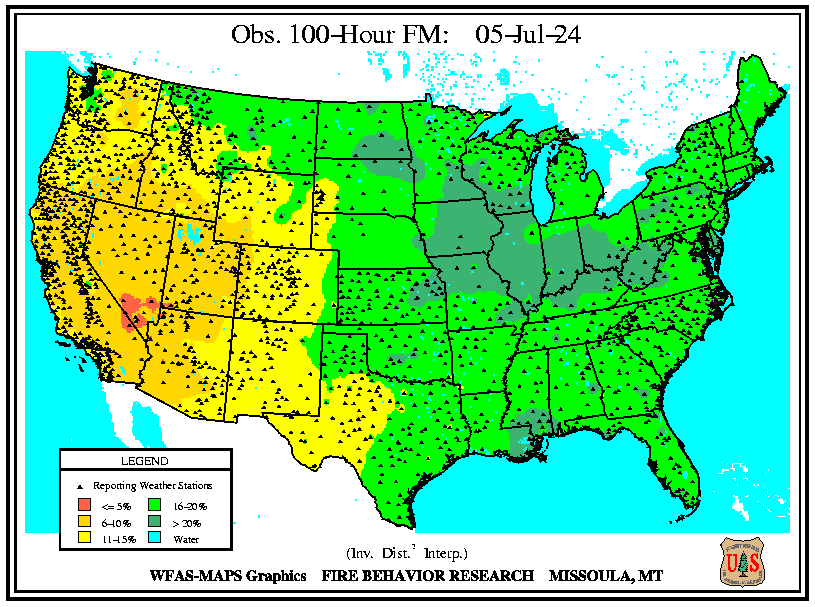 Obs. 100-Hour FM: 05-Jul-24
LEGEND
Reporting Weather Stations
<= 5% 16-20%
6-10% > 20%
11-15% Water
(Inv. Dist.² Interp.)
WFAS-MAPS Graphics FIRE BEHAVIOR RESEARCH MISSOULA, MT
U S